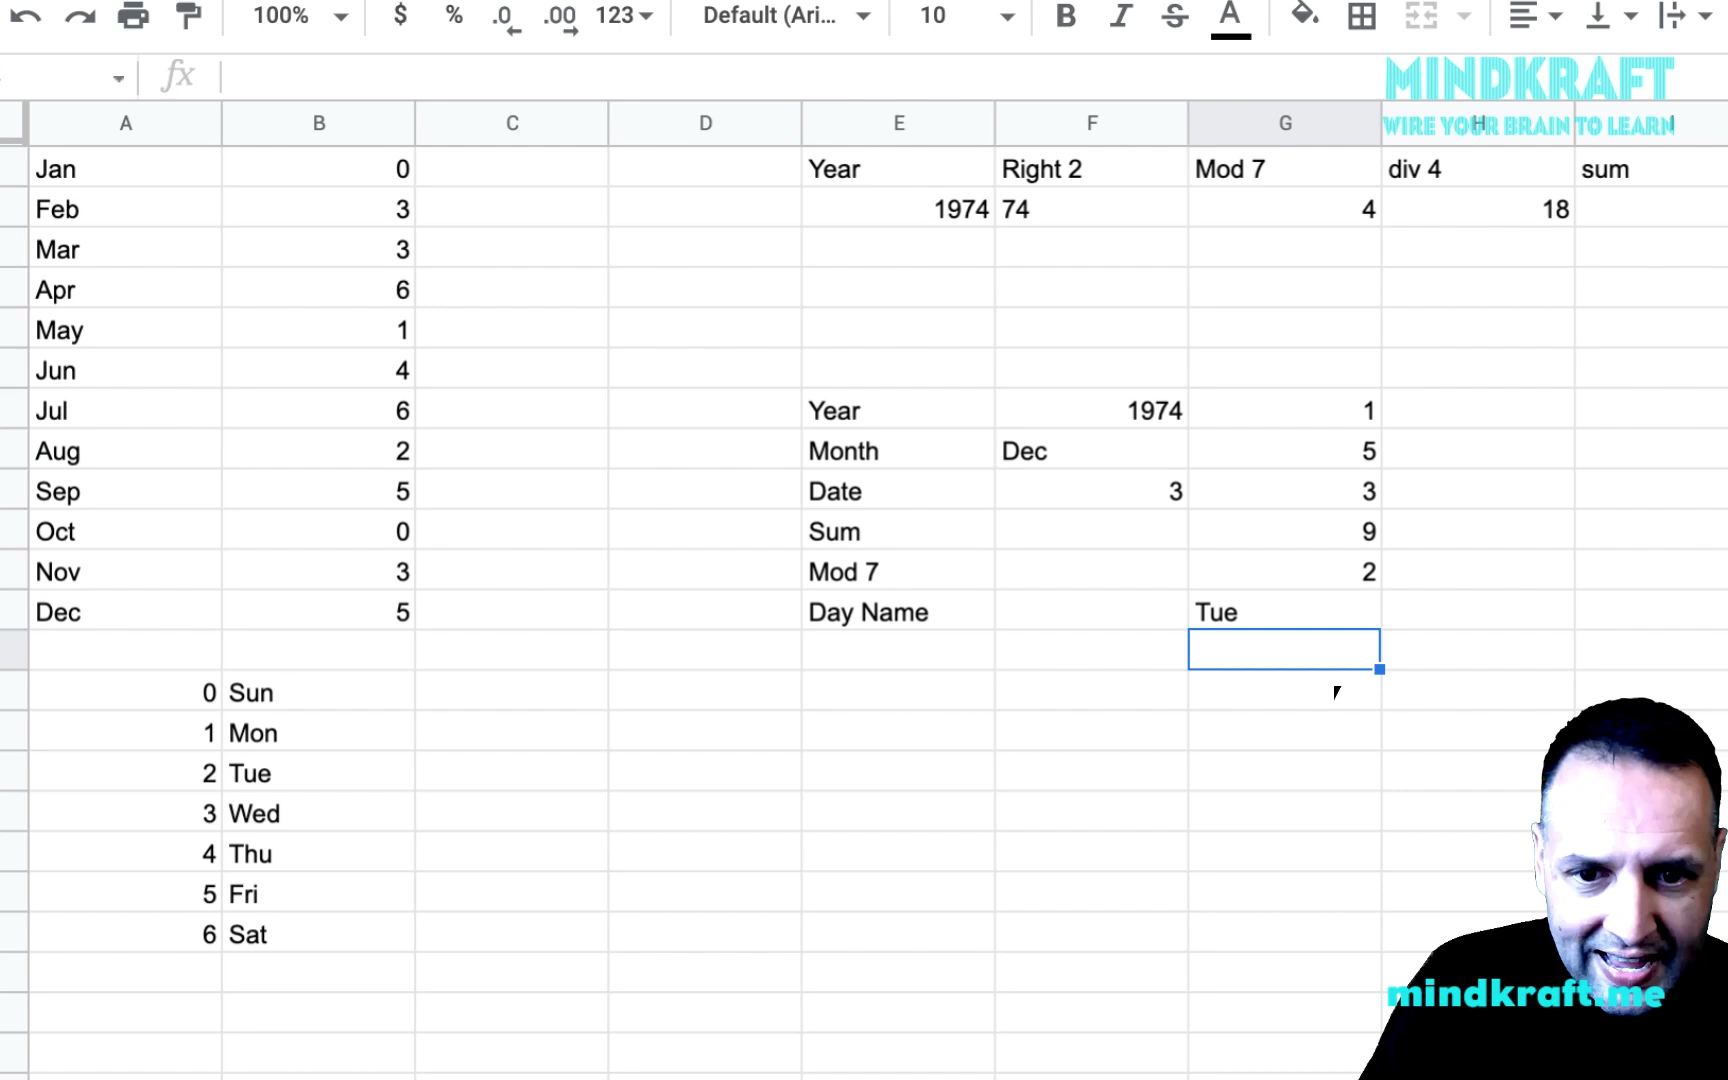 100% $ % .0 .00 123 Default (Ari... 10 B I S A
fx
MINDKRAFT
WIRE YOUR BRAIN TO LEARN
A B C D E F G H I
Jan 0 Year Right 2 Mod 7 div 4 sum
Feb 3 1974 74 4 18
Mar 3
Apr 6
May 1
Jun 4
Jul 6 Year 1974 1
Aug 2 Month Dec 5
Sep 5 Date 3 3
Oct 0 Sum 9
Nov 3 Mod 7 2
Dec 5 Day Name Tue
0 Sun
1 Mon
2 Tue
3 Wed
4 Thu
5 Fri
6 Sat
mindkraft.me